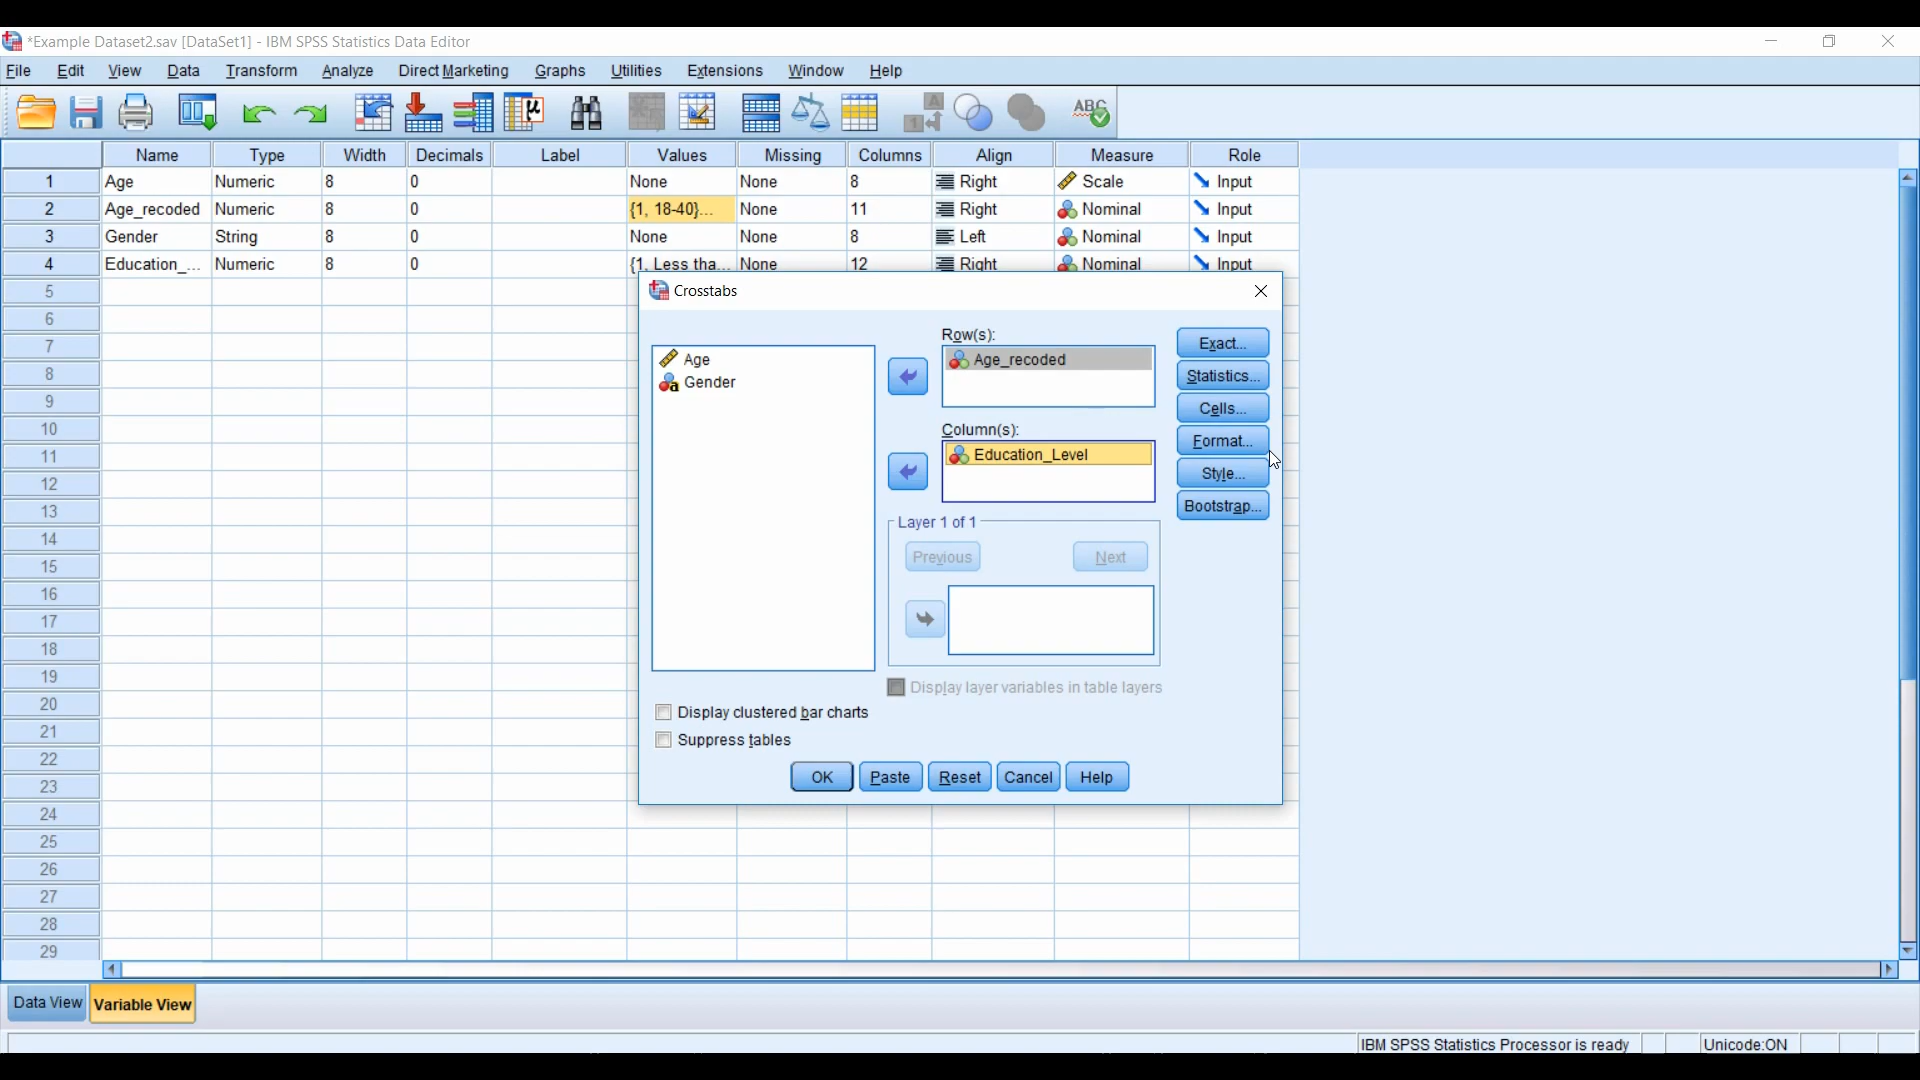 *Example Dataset2.sav [DataSet1] - IBM SPSS Statistics Data Editor
File Edit View Data Transform Analyze Direct Marketing Graphs Utilities Extensions Window Help
Name Type Width Decimals Label Values Missing Columns Align Measure Role
1 Age Numeric 8 0 None None 8 Right Scale Input
2 Age_recoded Numeric 8 0 {1, 18-40}... None 11 Right Nominal Input
3 Gender String 8 0 None None 8 Left Nominal Input
4 Education_... Numeric 8 0 {1, Less tha... None 12 Right Nominal Input
5
6
7
8
9
10
11
12
13
14
15
16
17
18
19
20
21
22
23
24
25
26
27
28
29
Crosstabs
Age
Gender
Row(s):
Age_recoded
Column(s):
Education_Level
Layer 1 of 1
Previous Next
Display layer variables in table layers
Exact...
Statistics...
Cells...
Format...
Style...
Bootstrap...
Display clustered bar charts
Suppress tables
OK Paste Reset Cancel Help
Data View Variable View
IBM SPSS Statistics Processor is ready Unicode:ON